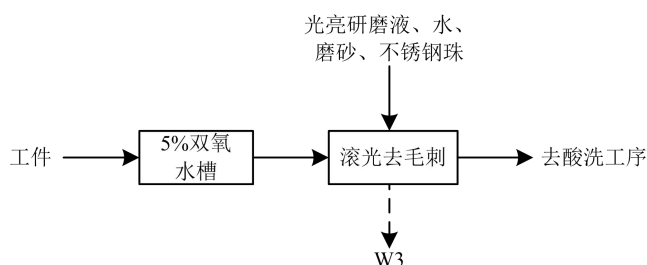 光亮研磨液、水、
磨砂、不锈钢珠
工件
5%双氧
水槽
滚光去毛刺
去酸洗工序
W3